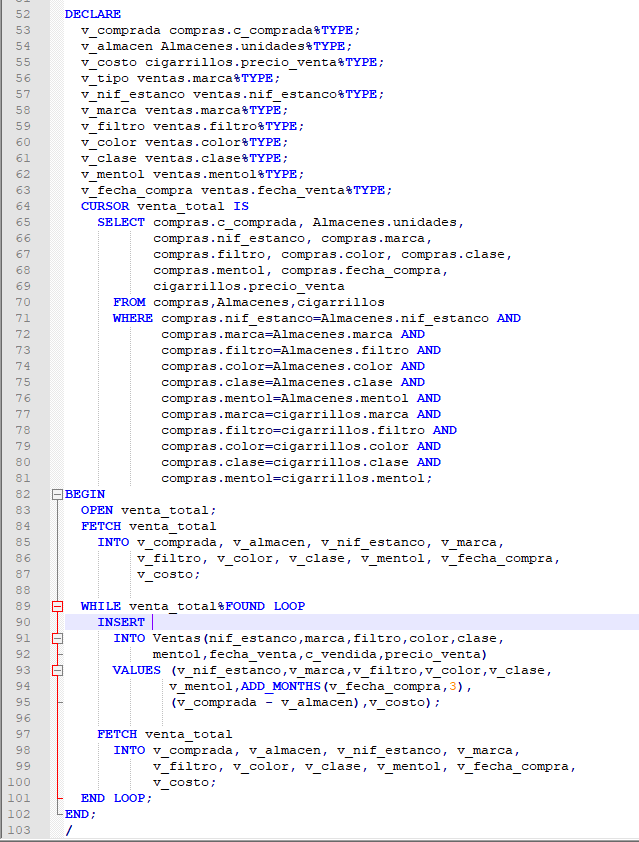 52 DECLARE
53 v_comprada compras.c_comprada%TYPE;
54 v_almacen Almacenes.unidades%TYPE;
55 v_costo cigarrillos.precio_venta%TYPE;
56 v_tipo ventas.marca%TYPE;
57 v_nif_estanco ventas.nif_estanco%TYPE;
58 v_marca ventas.marca%TYPE;
59 v_filtro ventas.filtro%TYPE;
60 v_color ventas.color%TYPE;
61 v_clase ventas.clase%TYPE;
62 v_mentol ventas.mentol%TYPE;
63 v_fecha_compra ventas.fecha_venta%TYPE;
64 CURSOR venta_total IS
65 SELECT compras.c_comprada, Almacenes.unidades,
66 compras.nif_estanco, compras.marca,
67 compras.filtro, compras.color, compras.clase,
68 compras.mentol, compras.fecha_compra,
69 cigarrillos.precio_venta
70 FROM compras,Almacenes,cigarrillos
71 WHERE compras.nif_estanco=Almacenes.nif_estanco AND
72 compras.marca=Almacenes.marca AND
73 compras.filtro=Almacenes.filtro AND
74 compras.color=Almacenes.color AND
75 compras.clase=Almacenes.clase AND
76 compras.mentol=Almacenes.mentol AND
77 compras.marca=cigarrillos.marca AND
78 compras.filtro=cigarrillos.filtro AND
79 compras.color=cigarrillos.color AND
80 compras.clase=cigarrillos.clase AND
81 compras.mentol=cigarrillos.mentol;
82 BEGIN
83 OPEN venta_total;
84 FETCH venta_total
85 INTO v_comprada, v_almacen, v_nif_estanco, v_marca,
86 v_filtro, v_color, v_clase, v_mentol, v_fecha_compra,
87 v_costo;
88
89 WHILE venta_total%FOUND LOOP
90 INSERT
91 INTO Ventas(nif_estanco,marca,filtro,color,clase,
92 mentol,fecha_venta,c_vendida,precio_venta)
93 VALUES (v_nif_estanco,v_marca,v_filtro,v_color,v_clase,
94 v_mentol,ADD_MONTHS(v_fecha_compra,3),
95 (v_comprada - v_almacen),v_costo);
96
97 FETCH venta_total
98 INTO v_comprada, v_almacen, v_nif_estanco, v_marca,
99 v_filtro, v_color, v_clase, v_mentol, v_fecha_compra,
100 v_costo;
101 END LOOP;
102 END;
103 /